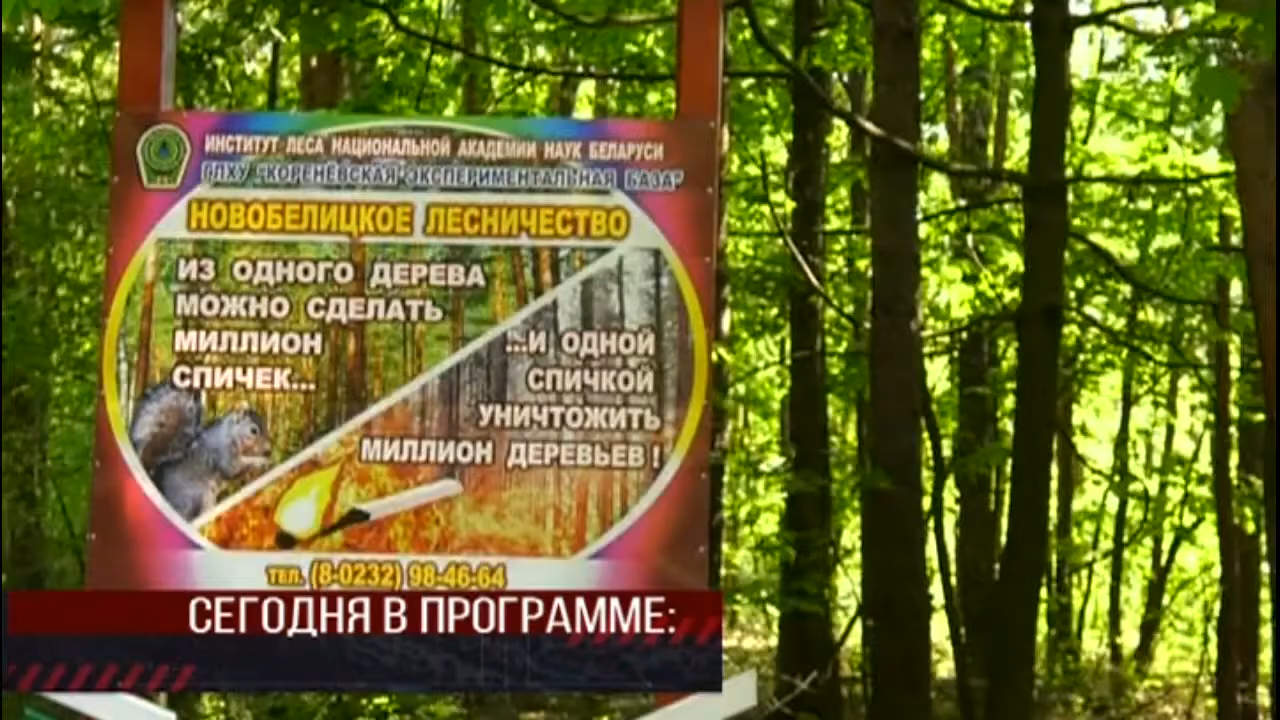 ИНСТИТУТ ЛЕСА НАЦИОНАЛЬНОЙ АКАДЕМИИ НАУК БЕЛАРУСИ
ГЛХУ "КОРЕНЁВСКАЯ ЭКСПЕРИМЕНТАЛЬНАЯ БАЗА"
НОВОБЕЛИЦКОЕ ЛЕСНИЧЕСТВО
ИЗ ОДНОГО ДЕРЕВА
МОЖНО СДЕЛАТЬ
МИЛЛИОН
СПИЧЕК...
...И ОДНОЙ
СПИЧКОЙ
УНИЧТОЖИТЬ
МИЛЛИОН ДЕРЕВЬЕВ!
ТЕЛ. (8-0232) 98-46-64
СЕГОДНЯ В ПРОГРАММЕ: